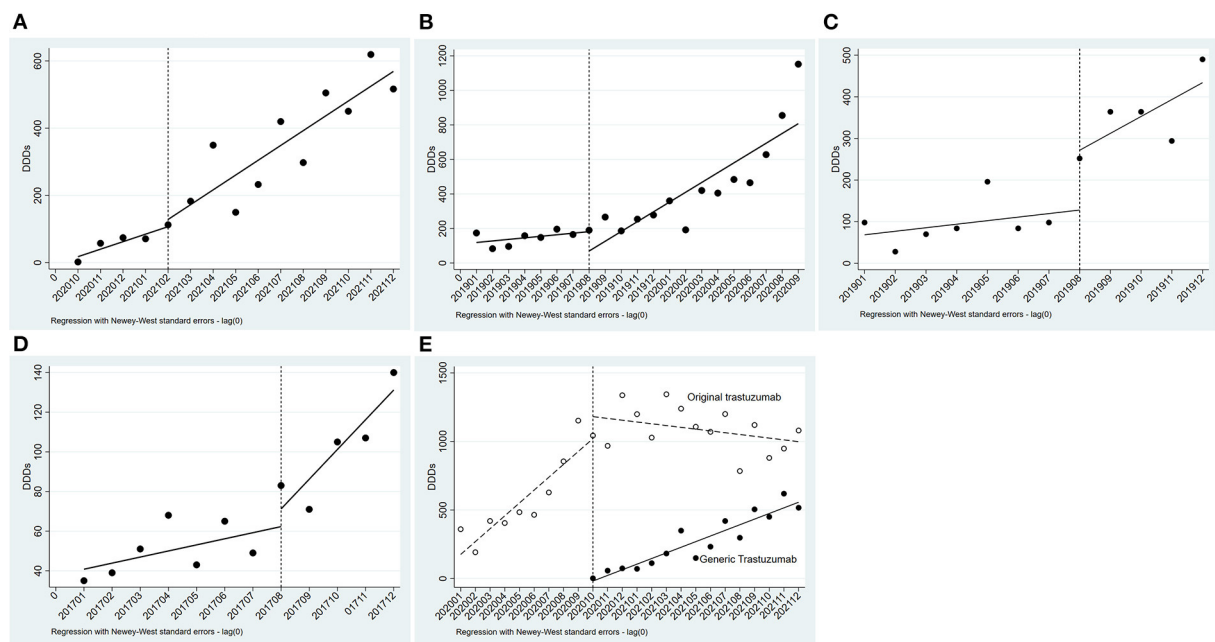 A
600
400
200
0
DDDs
0 202010 202011 202012 202101 202102 202103 202104 202105 202106 202107 202108 202109 202110 202111 202112
Regression with Newey-West standard errors - lag(0)
B
1200
1000
800
600
400
200
0
DDDs
0 201901 201902 201903 201904 201905 201906 201907 201908 201909 201910 201911 201912 202001 202002 202003 202004 202005 202006 202007 202008 202009
Regression with Newey-West standard errors - lag(0)
C
500
400
300
200
100
0
DDDs
201901 201902 201903 201904 201905 201906 201907 201908 201909 201910 201911 201912
Regression with Newey-West standard errors - lag(0)
D
140
120
100
80
60
40
DDDs
0 201701 201702 201703 201704 201705 201706 201707 201708 201709 201710 01711 201712
Regression with Newey-West standard errors - lag(0)
E
1500
1000
500
0
DDDs
Original trastuzumab
Generic Trastuzumab
202001 202002 202003 202004 202005 202006 202007 202008 202009 202010 202011 202012 202101 202102 202103 202104 202105 202106 202107 202108 202109 202110 202111 202112
Regression with Newey-West standard errors - lag(0)